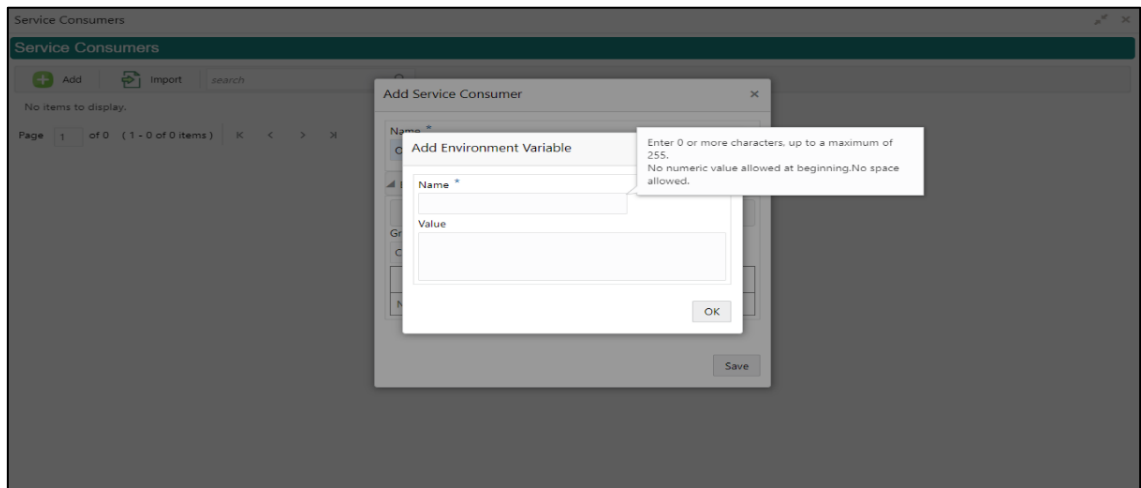 Service Consumers
Service Consumers
Add Import search
No items to display.
Page 1 of 0 ( 1 - 0 of 0 items )
Add Service Consumer
Name *
Add Environment Variable
Enter 0 or more characters, up to a maximum of
255.
No numeric value allowed at beginning.No space
allowed.
Name *
Value
OK
Save